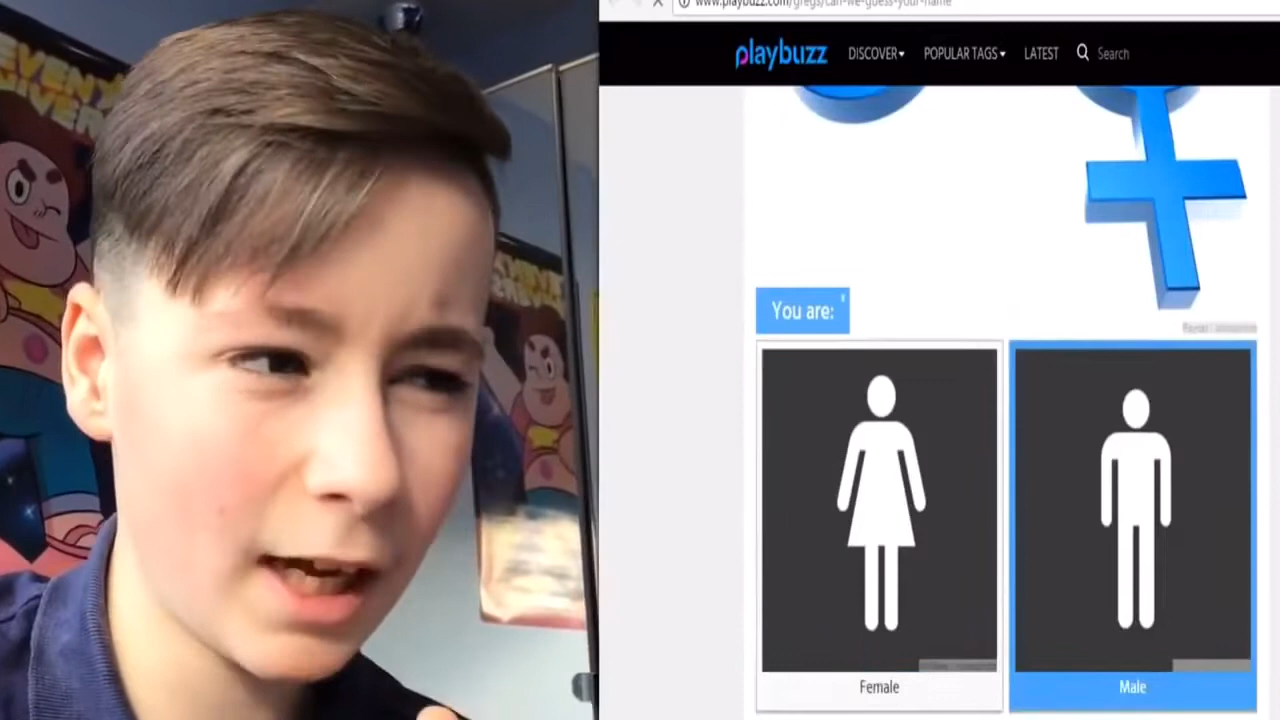 www.playbuzz.com/gregs/can-we-guess-your-name
playbuzz DISCOVER POPULAR TAGS LATEST Search
You are:
Female Male